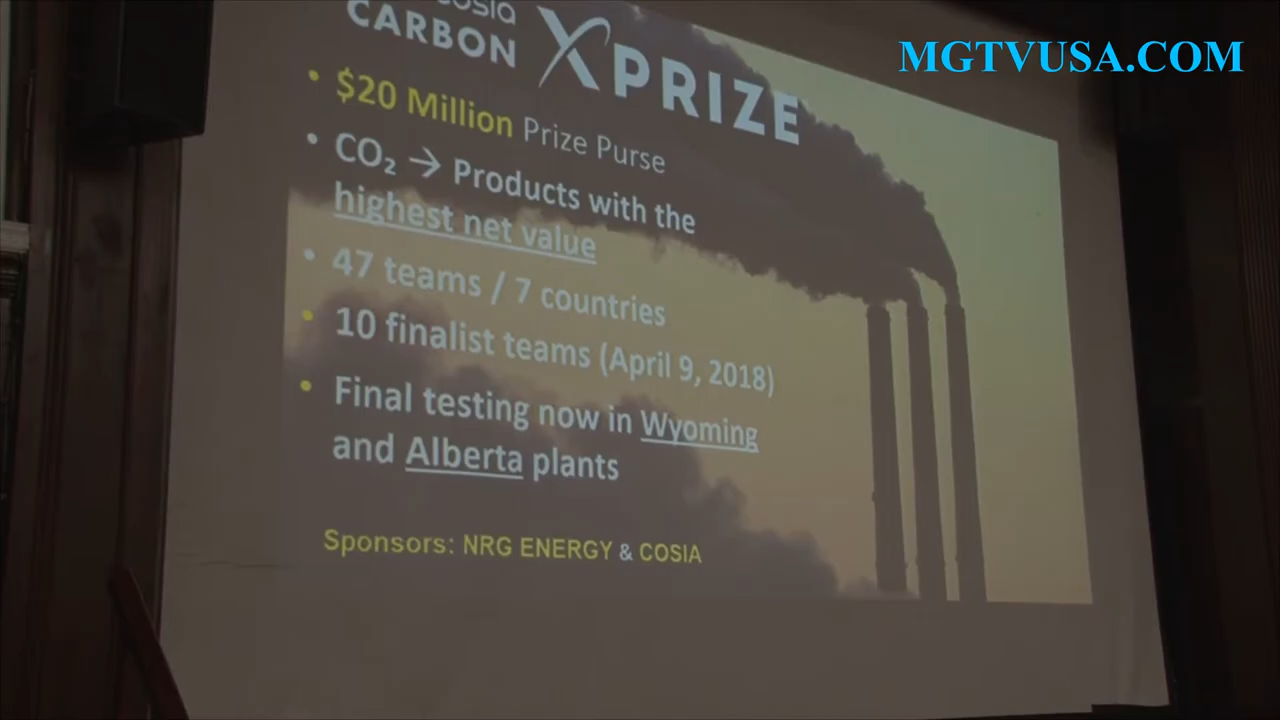 MGTVUSA.COM
cosia
CARBON XPRIZE
• $20 Million Prize Purse
• CO₂ → Products with the
highest net value
• 47 teams / 7 countries
• 10 finalist teams (April 9, 2018)
• Final testing now in Wyoming
and Alberta plants
Sponsors: NRG ENERGY & COSIA